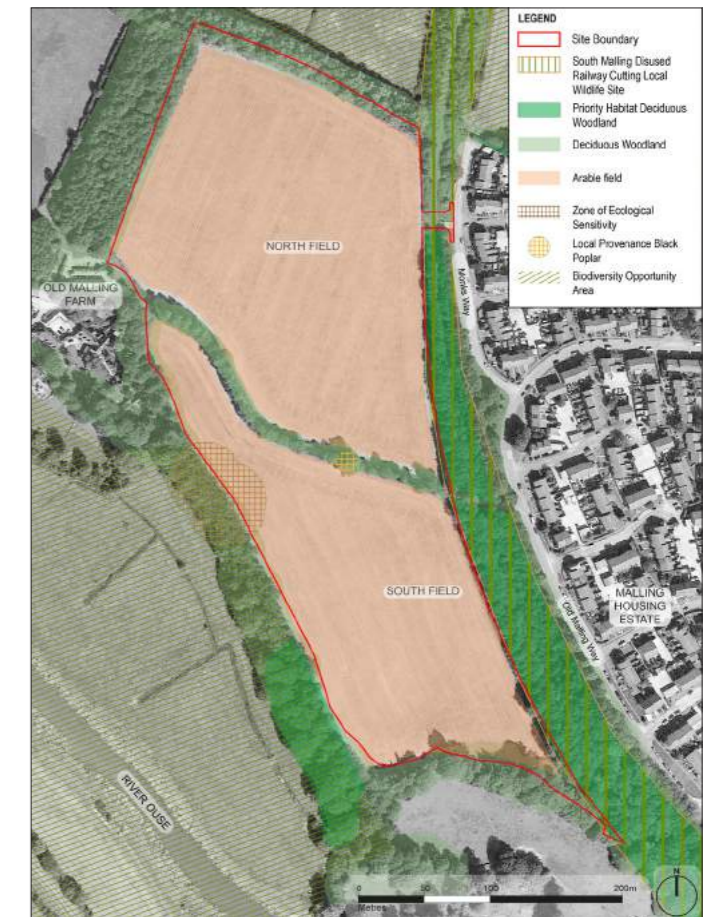 LEGEND
Site Boundary
South Malling Disused
Railway Cutting Local
Wildlife Site
Priority Habitat Deciduous
Woodland
Deciduous Woodland
Arable field
Zone of Ecological
Sensitivity
Local Provenance Black
Poplar
Biodiversity Opportunity
Area
NORTH FIELD
Monks Way
OLD MALLING
FARM
SOUTH FIELD
MALLING
HOUSING
ESTATE
Old Malling Way
RIVER OUSE
0 50 100 200m
Metres
N